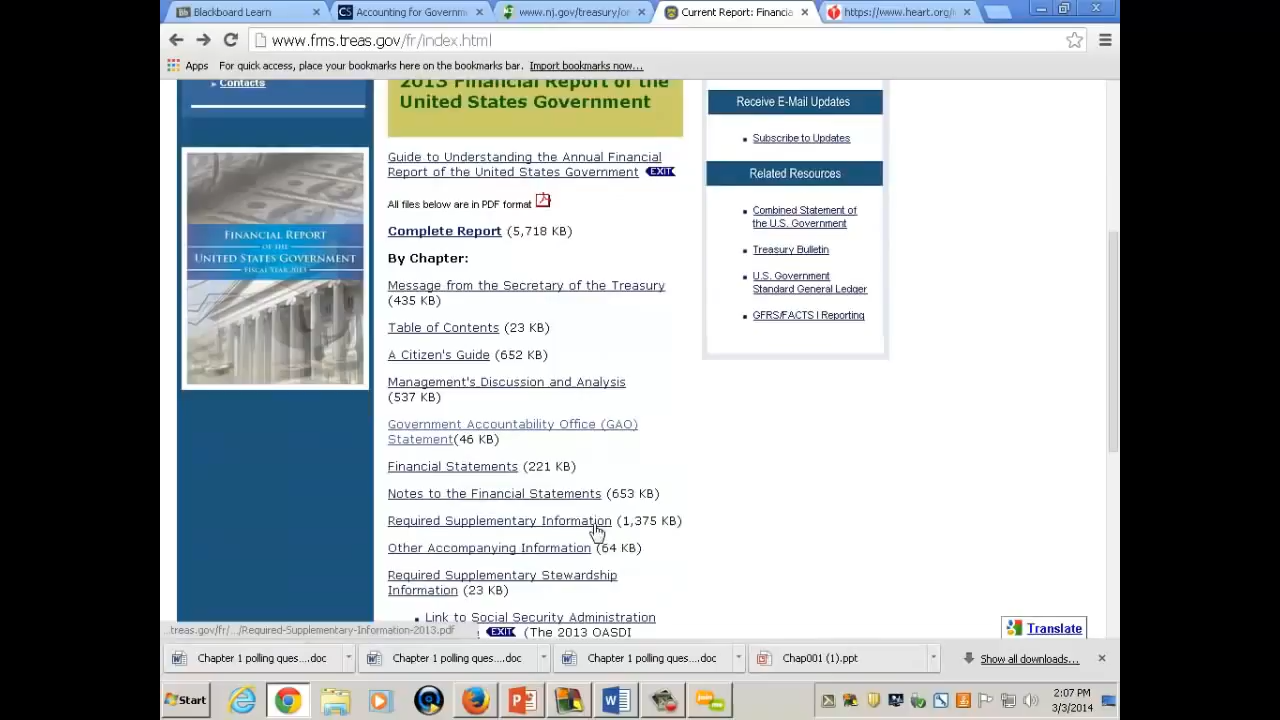 Blackboard Learn
Accounting for Governm
www.nj.gov/treasury/or
Current Report: Financia
https://www.heart.org/
www.fms.treas.gov/fr/index.html
Apps For quick access, place your bookmarks here on the bookmarks bar. Import bookmarks now...
Contacts
2013 Financial Report of the
United States Government
Guide to Understanding the Annual Financial
Report of the United States Government EXIT
All files below are in PDF format
Complete Report (5,718 KB)
By Chapter:
Message from the Secretary of the Treasury
(435 KB)
Table of Contents (23 KB)
A Citizen's Guide (652 KB)
Management's Discussion and Analysis
(537 KB)
Government Accountability Office (GAO)
Statement(46 KB)
Financial Statements (221 KB)
Notes to the Financial Statements (653 KB)
Required Supplementary Information (1,375 KB)
Other Accompanying Information (64 KB)
Required Supplementary Stewardship
Information (23 KB)
Link to Social Security Administration
EXIT (The 2013 OASDI
FINANCIAL REPORT
OF THE
UNITED STATES GOVERNMENT
FISCAL YEAR 2013
Receive E-Mail Updates
Subscribe to Updates
Related Resources
Combined Statement of
the U.S. Government
Treasury Bulletin
U.S. Government
Standard General Ledger
GFRS/FACTS I Reporting
...treas.gov/fr/.../Required-Supplementary-Information-2013.pdf
Translate
Chapter 1 polling ques....doc
Chapter 1 polling ques....doc
Chapter 1 polling ques....doc
Chap001 (1).ppt
Show all downloads...
Start
2:07 PM
3/3/2014